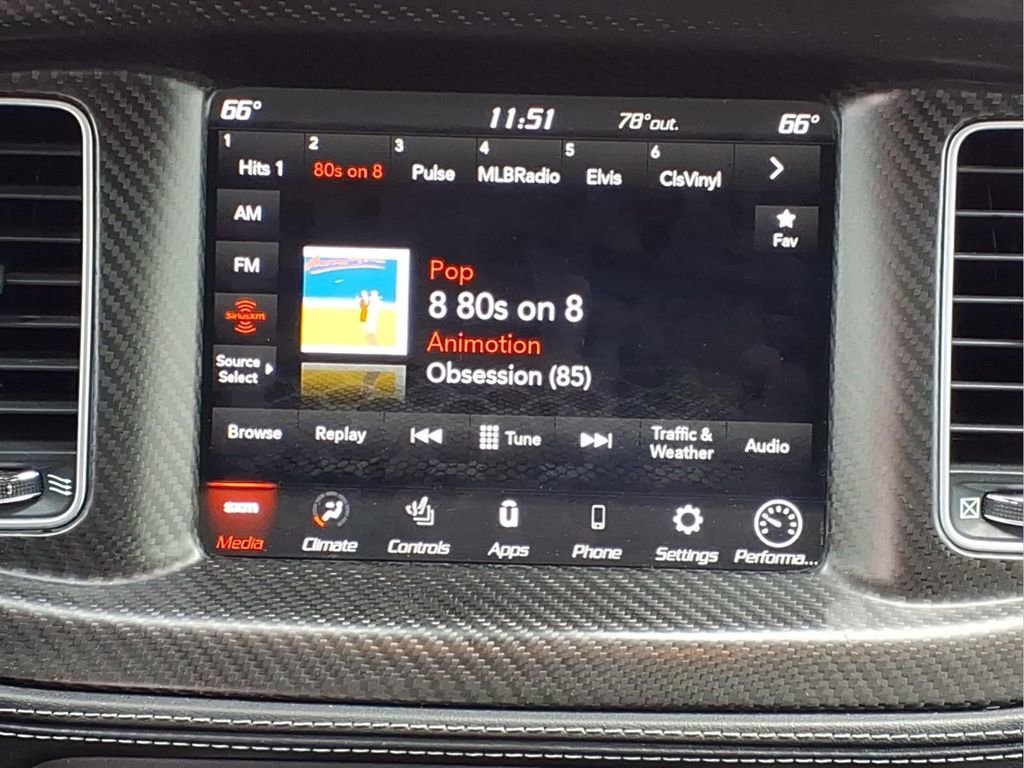 66° 11:51 78°out. 66°
1 2 3 4 5 6
Hits 1 80s on 8 Pulse MLBRadio Elvis ClsVinyl
AM
Fav
FM
Pop
8 80s on 8
SiriusXM
Animotion
Source
Select
Obsession (85)
Browse Replay Tune Traffic &
Weather Audio
SXM
Media Climate Controls Apps Phone Settings Performa...